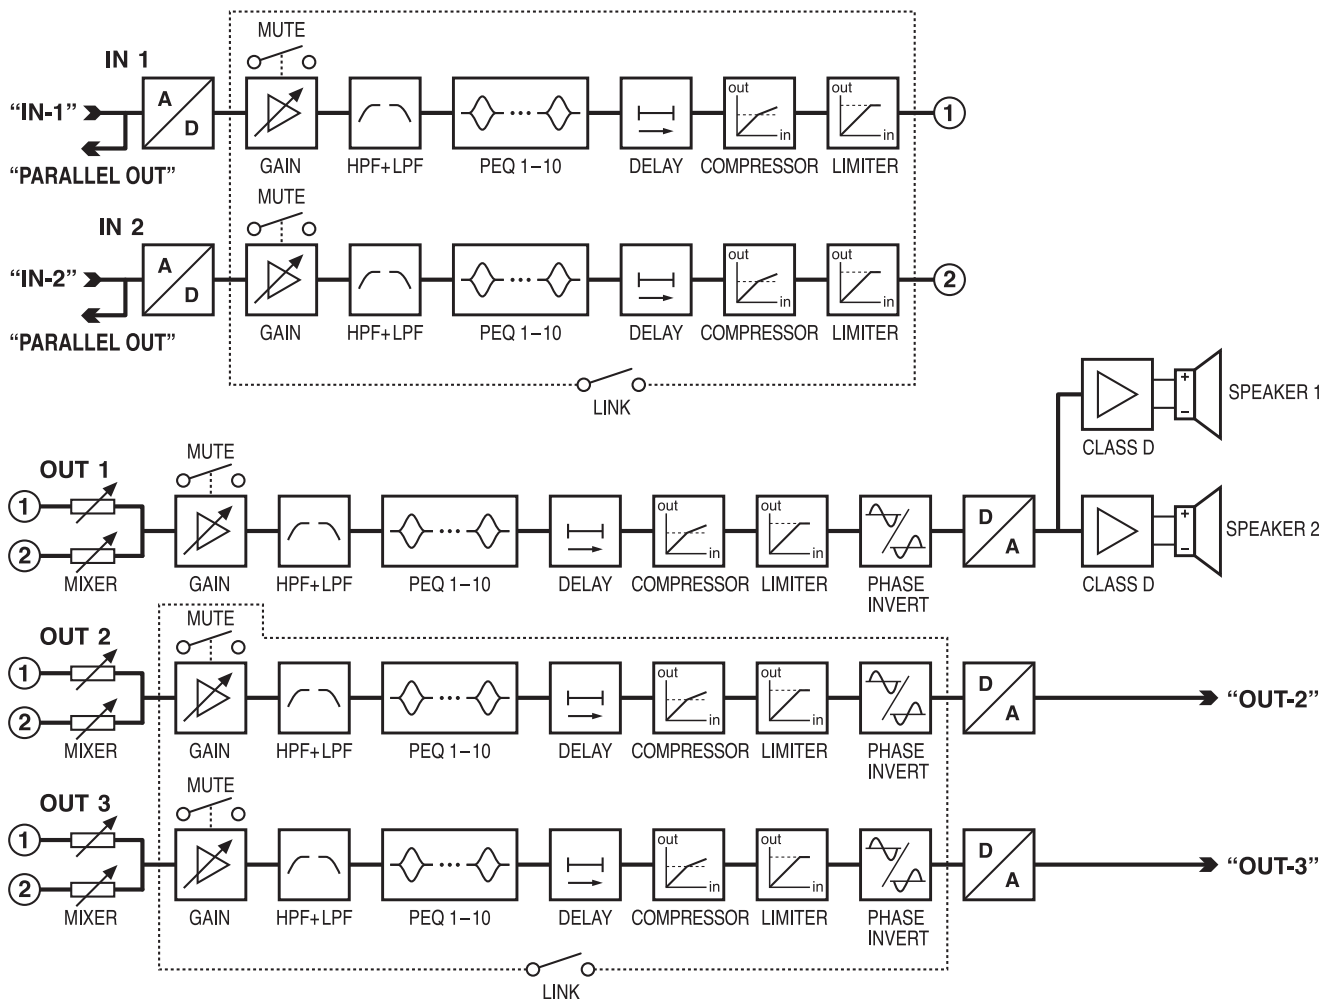 MUTE
IN 1
"IN-1"
A
D
out
in
out
in
1
"PARALLEL OUT"
GAIN
HPF+LPF
PEQ 1–10
DELAY
COMPRESSOR
LIMITER
MUTE
IN 2
"IN-2"
A
D
out
in
out
in
2
"PARALLEL OUT"
GAIN
HPF+LPF
PEQ 1–10
DELAY
COMPRESSOR
LIMITER
LINK
+
−
SPEAKER 1
CLASS D
OUT 1
MUTE
1
2
MIXER
GAIN
HPF+LPF
PEQ 1–10
DELAY
out
in
COMPRESSOR
out
in
LIMITER
PHASE
INVERT
D
A
+
−
SPEAKER 2
CLASS D
OUT 2
MUTE
1
2
MIXER
GAIN
HPF+LPF
PEQ 1–10
DELAY
out
in
COMPRESSOR
out
in
LIMITER
PHASE
INVERT
D
A
"OUT-2"
OUT 3
MUTE
1
2
MIXER
GAIN
HPF+LPF
PEQ 1–10
DELAY
out
in
COMPRESSOR
out
in
LIMITER
PHASE
INVERT
D
A
"OUT-3"
LINK